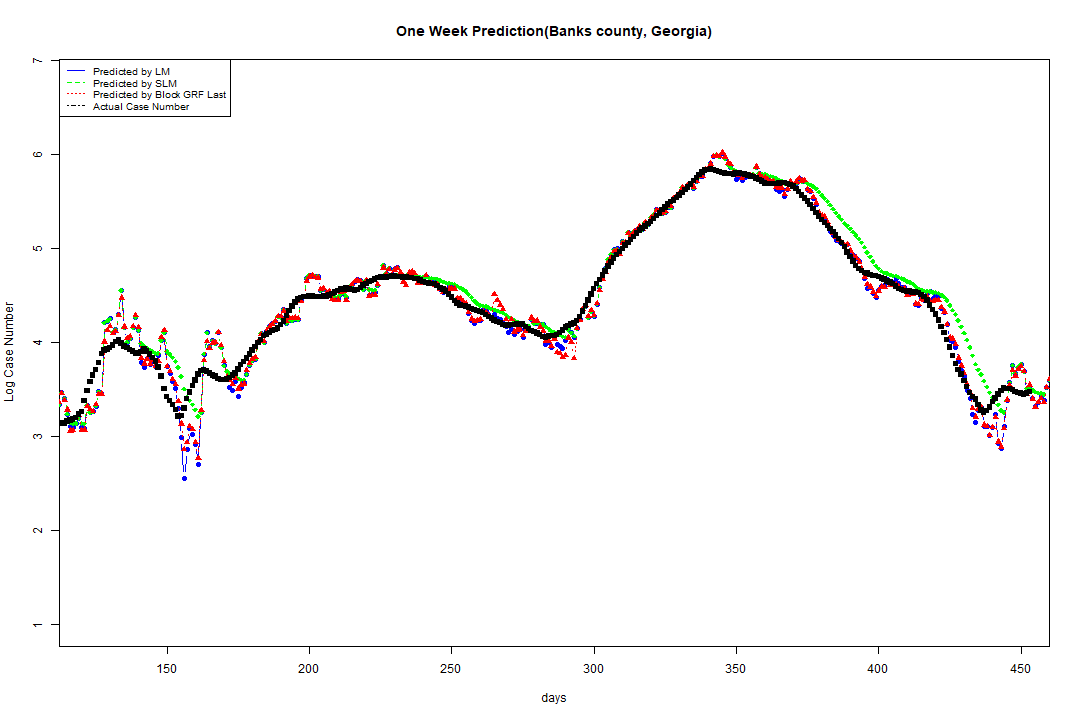 One Week Prediction(Banks county, Georgia)
Predicted by LM
Predicted by SLM
Predicted by Block GRF Last
Actual Case Number
Log Case Number
7
6
5
4
3
2
1
150 200 250 300 350 400 450
days